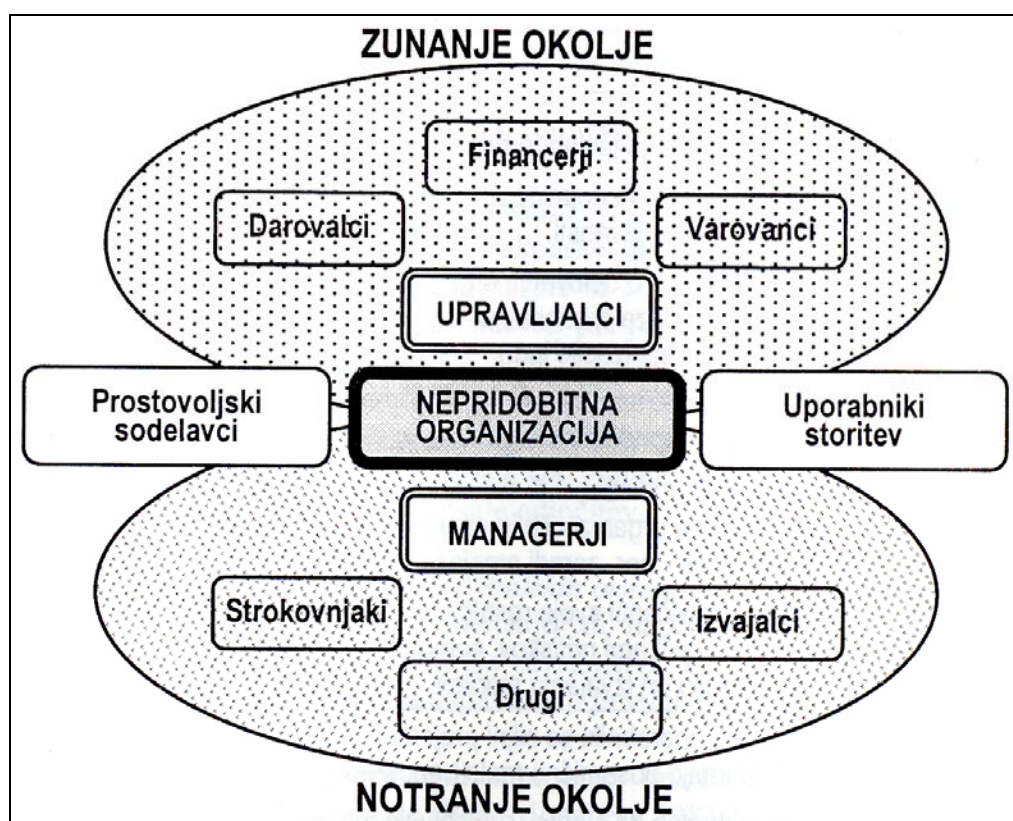 ZUNANJE OKOLJE
Financerji
Darovalci
Varovanci
UPRAVLJALCI
Prostovoljski
sodelavci
NEPRIDOBITNA
ORGANIZACIJA
Uporabniki
storitev
MANAGERJI
Strokovnjaki
Izvajalci
Drugi
NOTRANJE OKOLJE